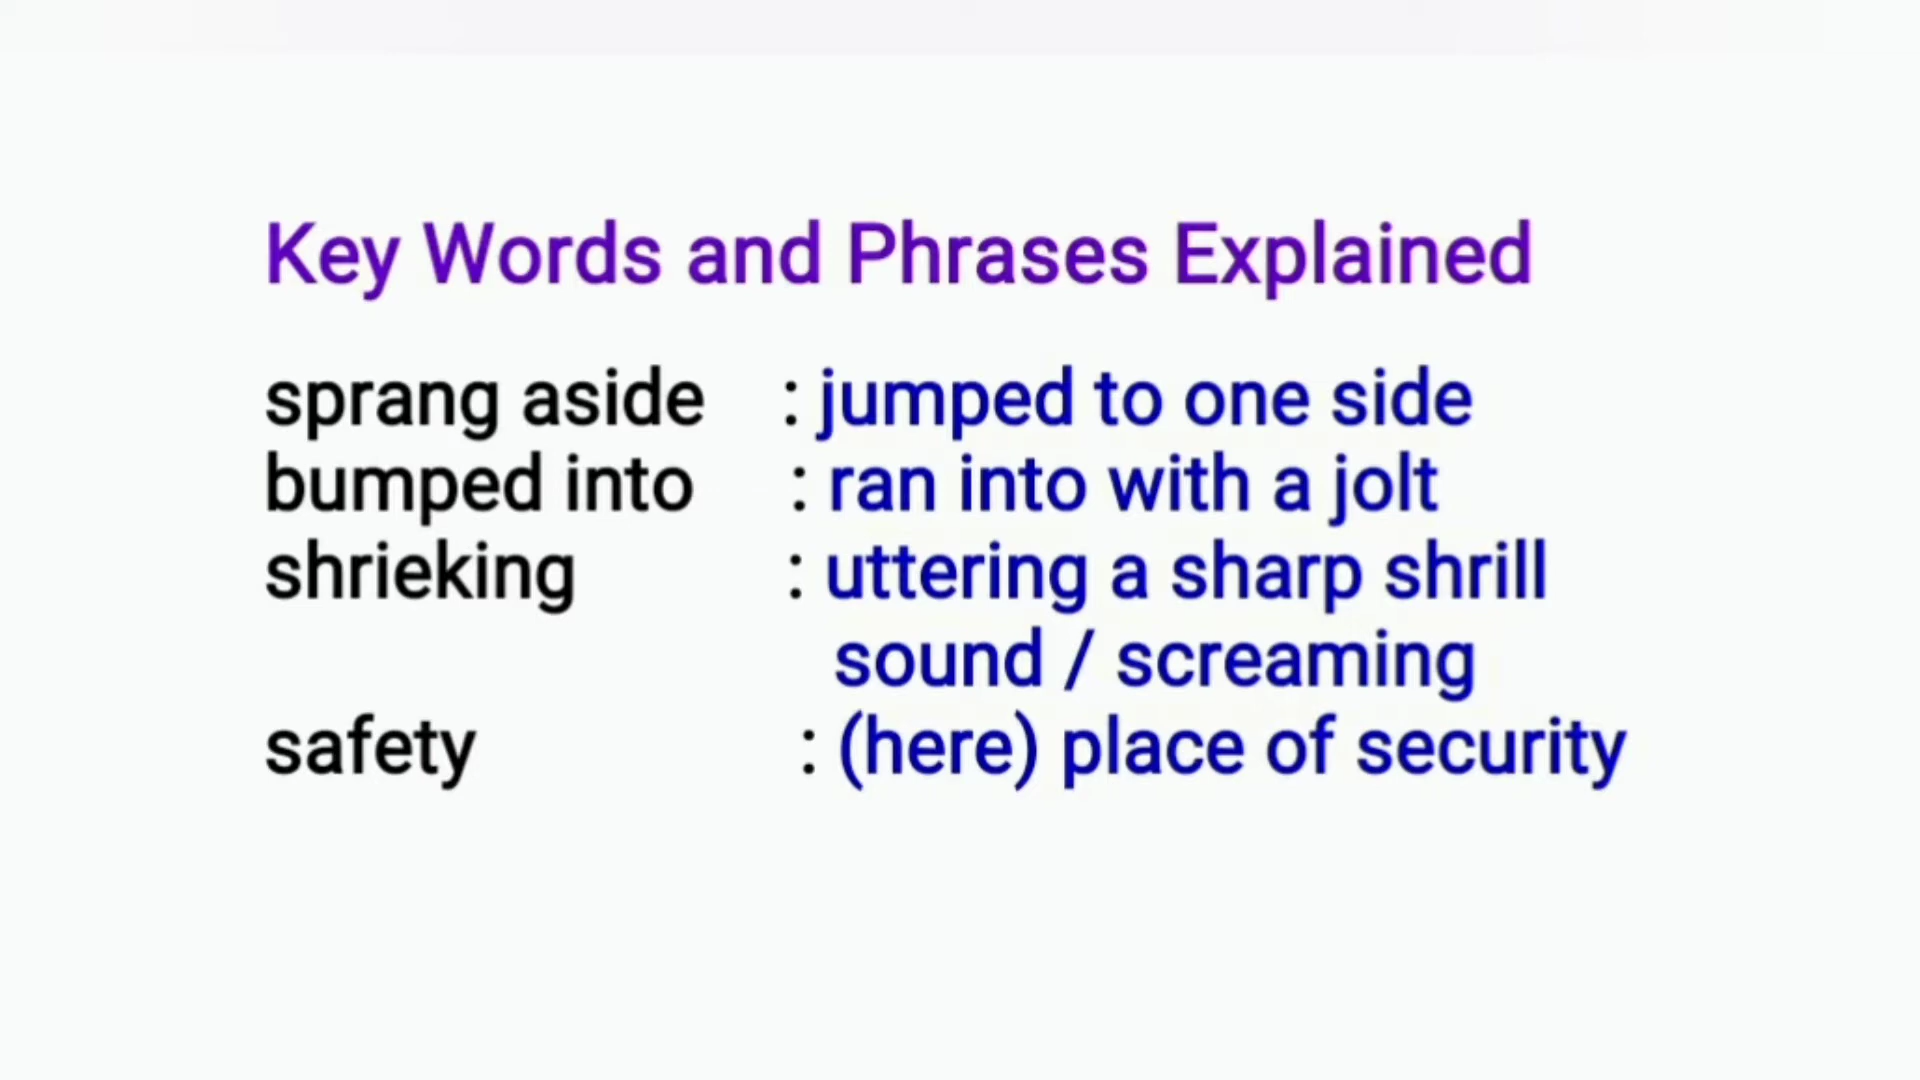 Key Words and Phrases Explained
sprang aside : jumped to one side
bumped into : ran into with a jolt
shrieking : uttering a sharp shrill
sound / screaming
safety : (here) place of security